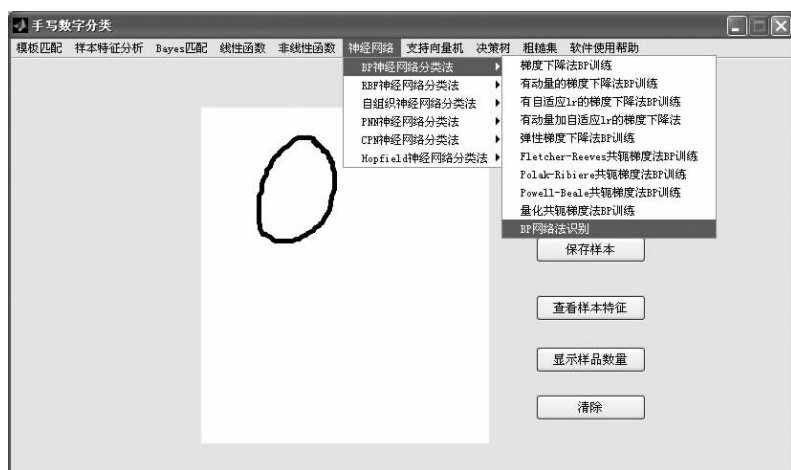 手写数字分类
模板匹配 样本特征分析 Bayes匹配 线性函数 非线性函数 神经网络 支持向量机 决策树 粗糙集 软件使用帮助
BP神经网络分类法
RBF神经网络分类法
自组织神经网络分类法
PNN神经网络分类法
CPN神经网络分类法
Hopfield神经网络分类法
梯度下降法BP训练
有动量的梯度下降法BP训练
有自适应lr的梯度下降法BP训练
有动量加自适应lr的梯度下降法
弹性梯度下降法BP训练
Fletcher-Reeves共轭梯度法BP训练
Polak-Ribiere共轭梯度法BP训练
Powell-Beale共轭梯度法BP训练
量化共轭梯度法BP训练
BP网络法识别
保存样本
查看样本特征
显示样品数量
清除